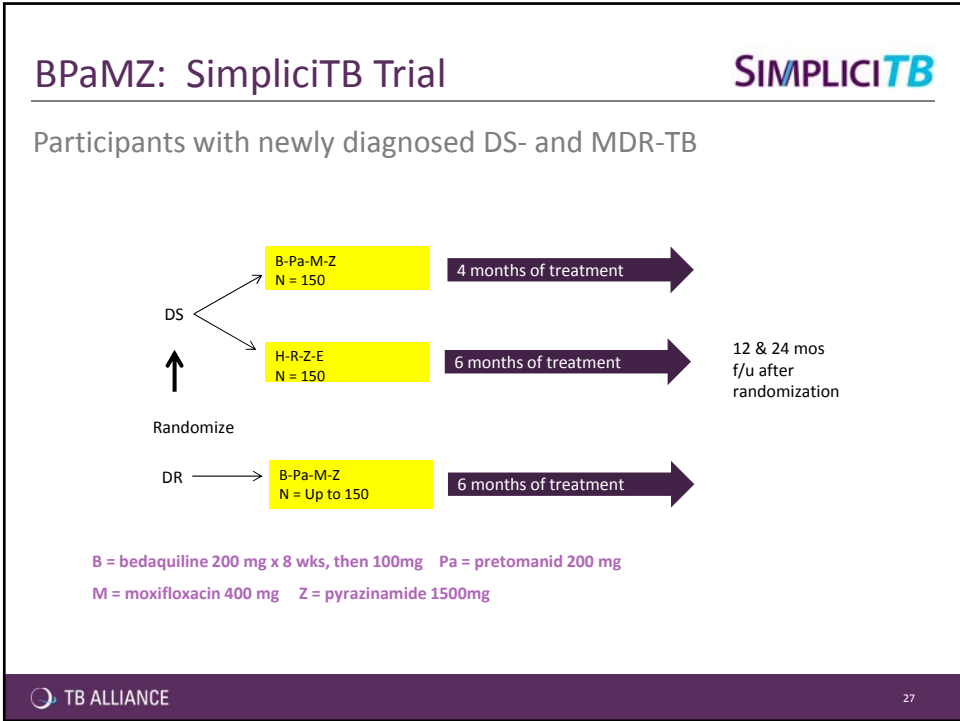 BPaMZ: SimpliciTB Trial
SIMPLICITB
Participants with newly diagnosed DS- and MDR-TB
B-Pa-M-Z
N = 150
4 months of treatment
DS
H-R-Z-E
N = 150
6 months of treatment
12 & 24 mos
f/u after
randomization
Randomize
DR
B-Pa-M-Z
N = Up to 150
6 months of treatment
B = bedaquiline 200 mg x 8 wks, then 100mg Pa = pretomanid 200 mg
M = moxifloxacin 400 mg Z = pyrazinamide 1500mg
TB ALLIANCE
27